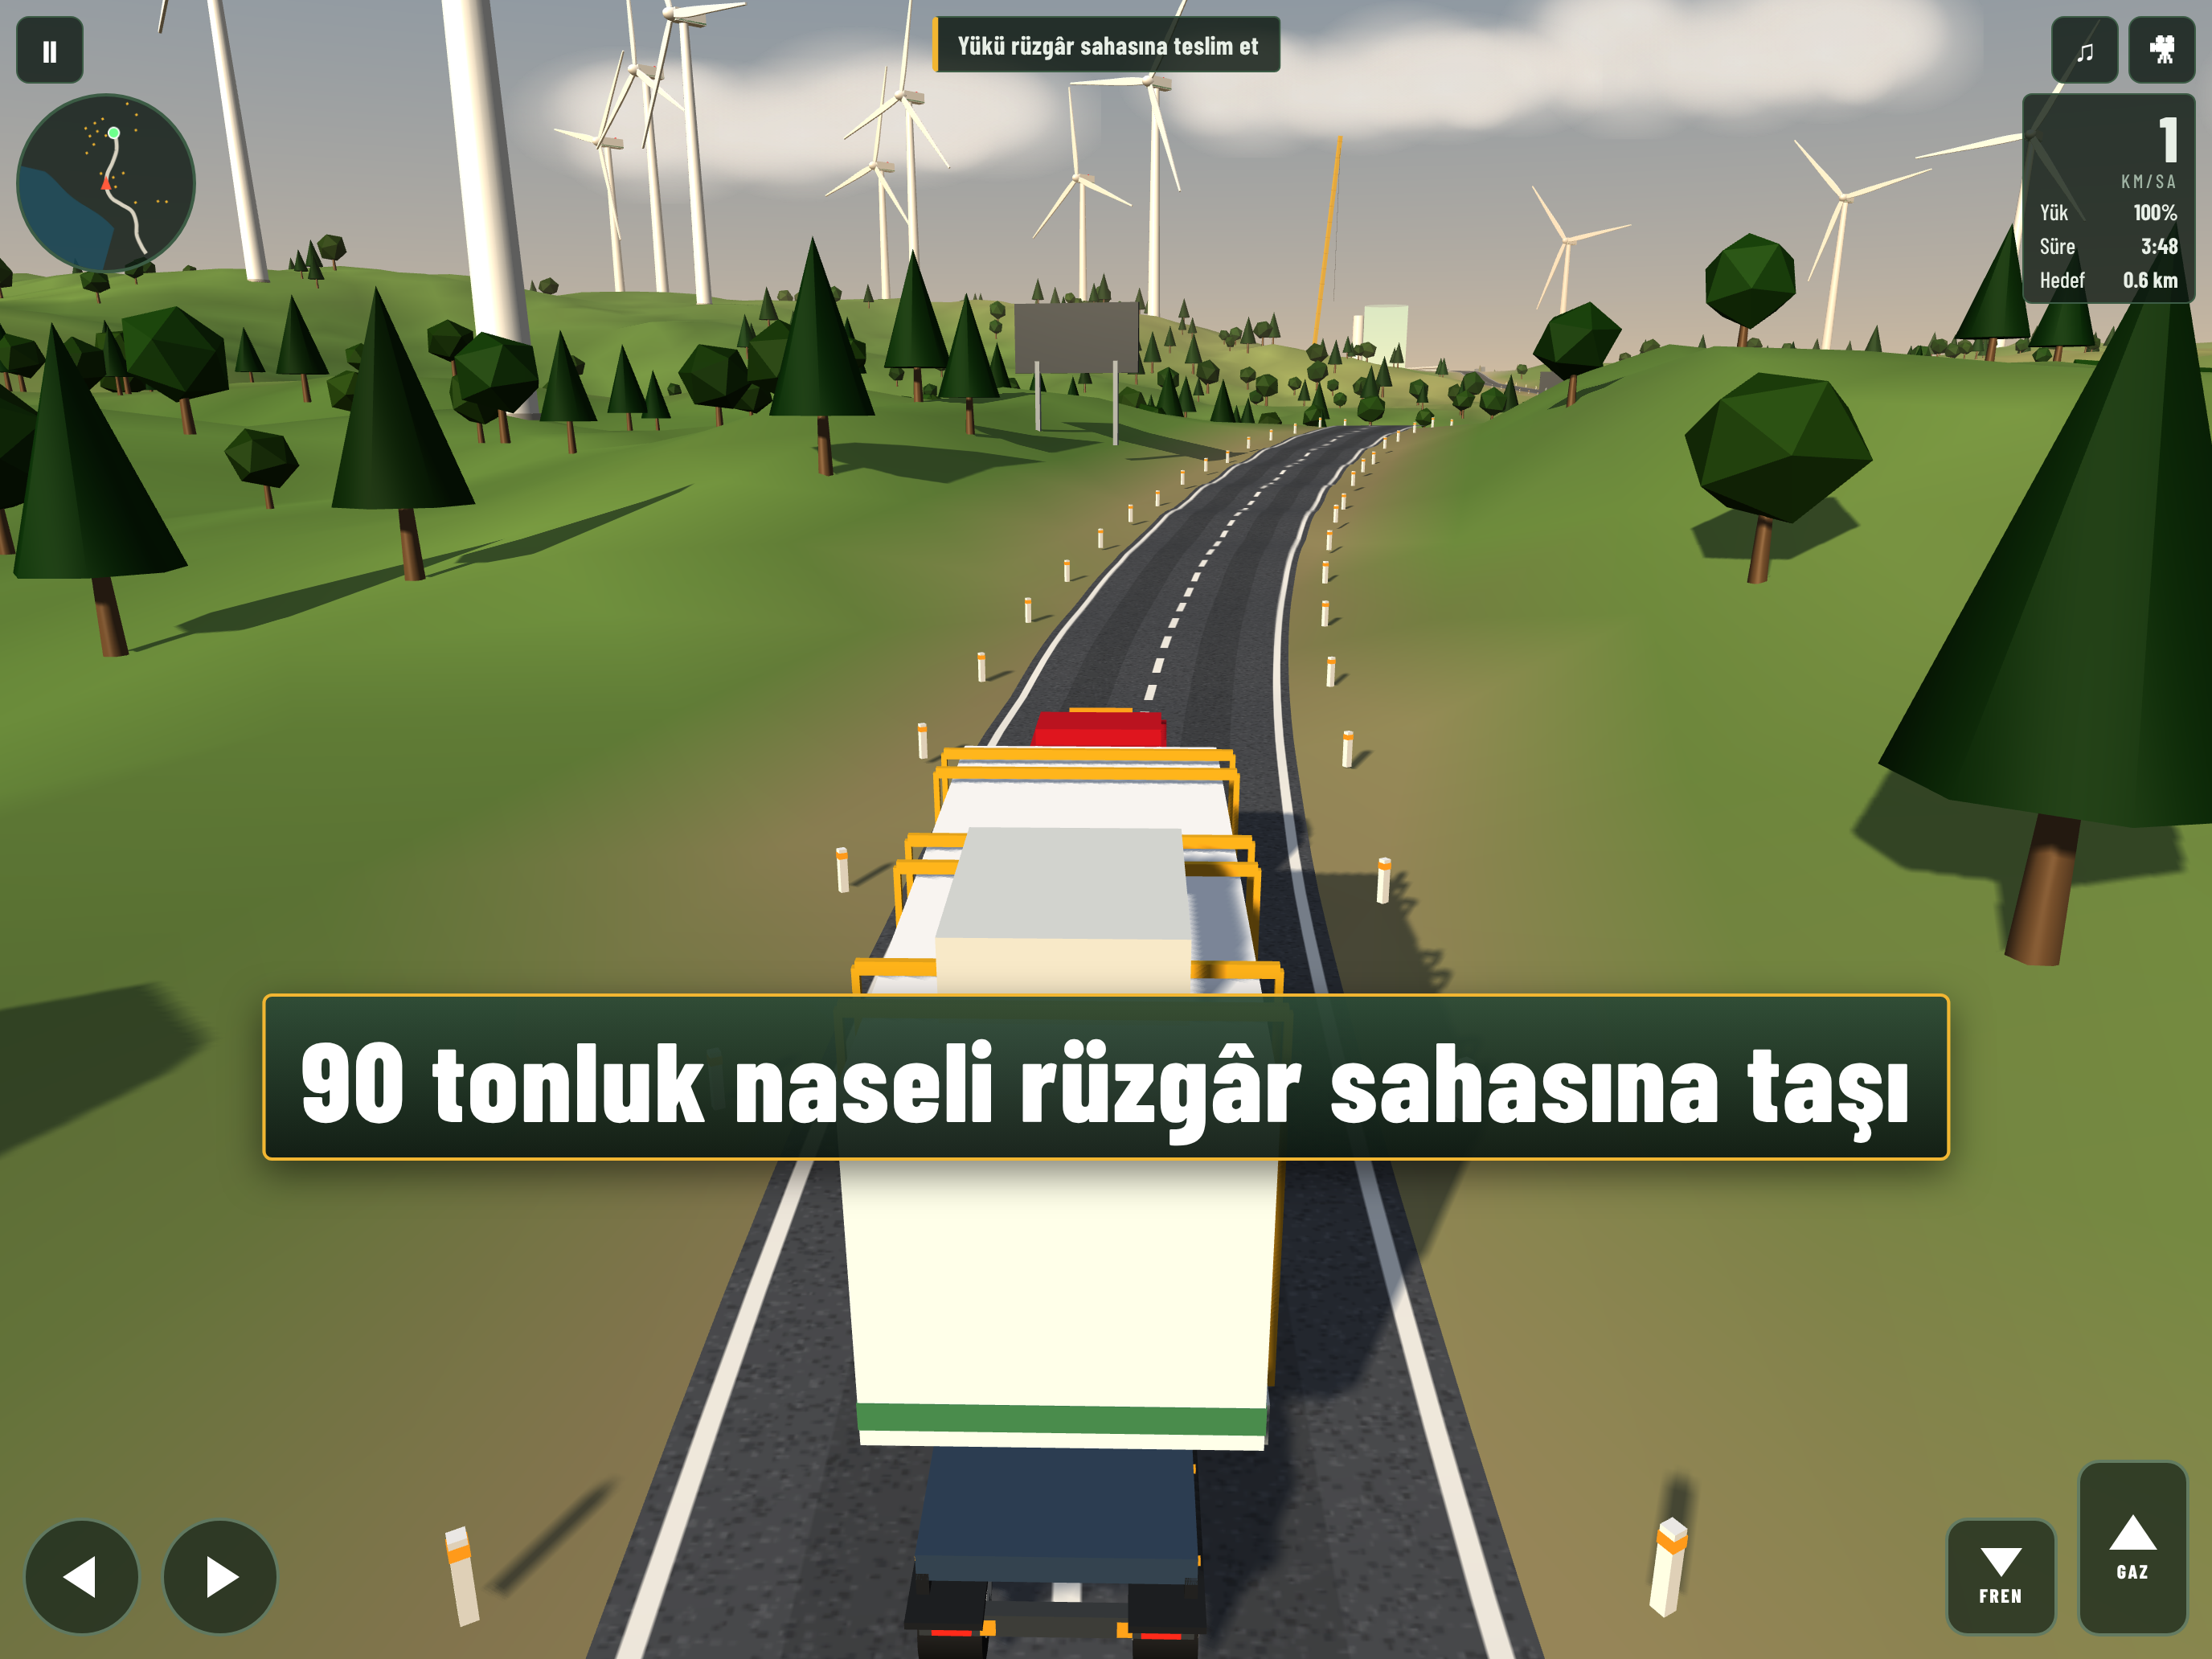 Yükü rüzgâr sahasına teslim et
1
KM/SA
Yük 100%
Süre 3:48
Hedef 0.6 km
90 tonluk naseli rüzgâr sahasına taşı
FREN
GAZ